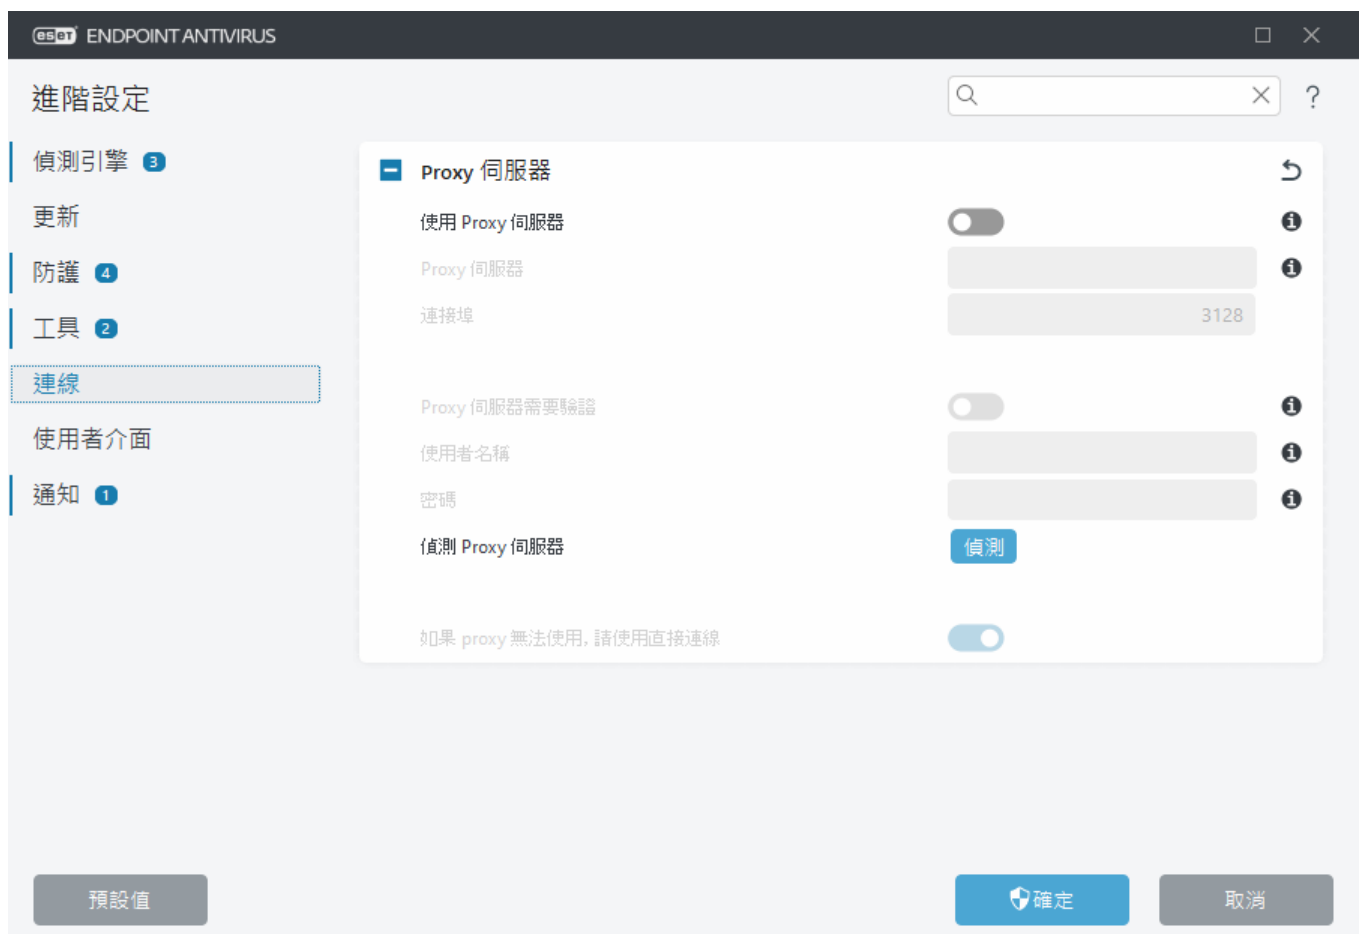 eset ENDPOINT ANTIVIRUS
進階設定
?
偵測引擎 3
更新
防護 4
工具 2
連線
使用者介面
通知 1
Proxy 伺服器
使用 Proxy 伺服器
Proxy 伺服器
連接埠 3128
Proxy 伺服器需要驗證
使用者名稱
密碼
偵測 Proxy 伺服器 偵測
如果 proxy 無法使用, 請使用直接連線
預設值 確定 取消